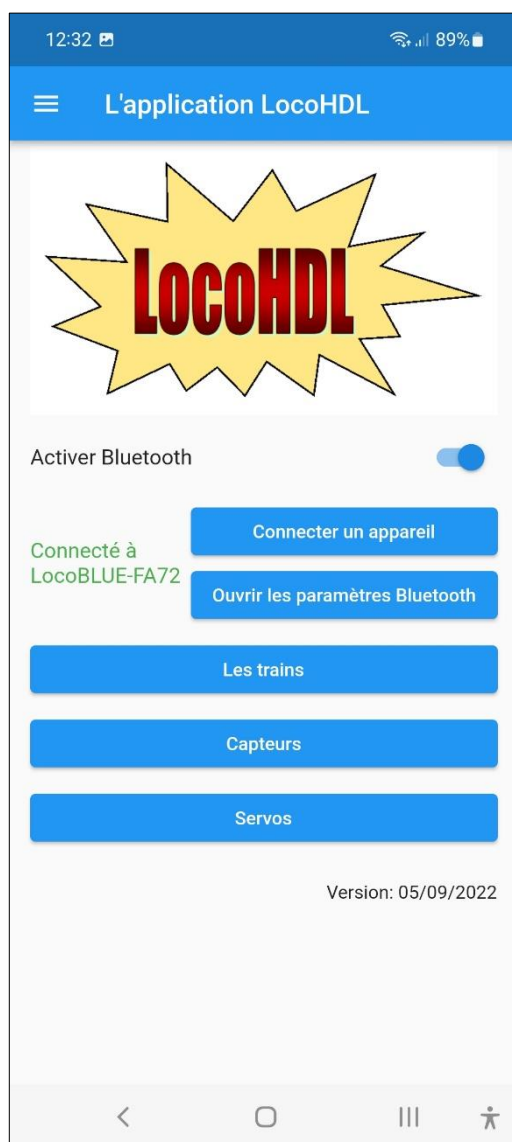 12:32
89%
L'application LocoHDL
LocoHDL
Activer Bluetooth
Connecter un appareil
Connecté à
LocoBLUE-FA72
Ouvrir les paramètres Bluetooth
Les trains
Capteurs
Servos
Version: 05/09/2022